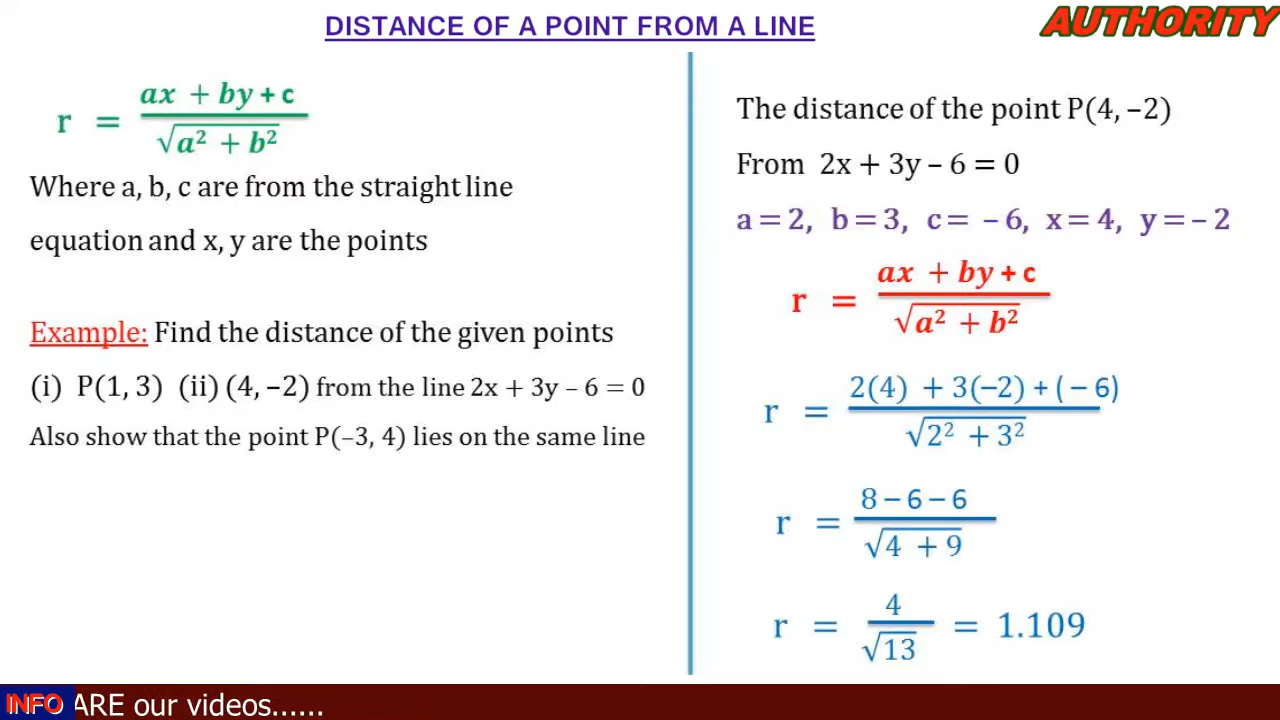 DISTANCE OF A POINT FROM A LINE
AUTHORITY
r = ax + by + c / √a² + b²
Where a, b, c are from the straight line
equation and x, y are the points
Example: Find the distance of the given points
(i) P(1, 3) (ii) (4, –2) from the line 2x + 3y – 6 = 0
Also show that the point P(–3, 4) lies on the same line
The distance of the point P(4, –2)
From 2x + 3y – 6 = 0
a = 2, b = 3, c = – 6, x = 4, y = – 2
r = ax + by + c / √a² + b²
r = 2(4) + 3(–2) + ( – 6) / √2² + 3²
r = 8 – 6 – 6 / √4 + 9
r = 4 / √13 = 1.109
INFO ARE our videos......